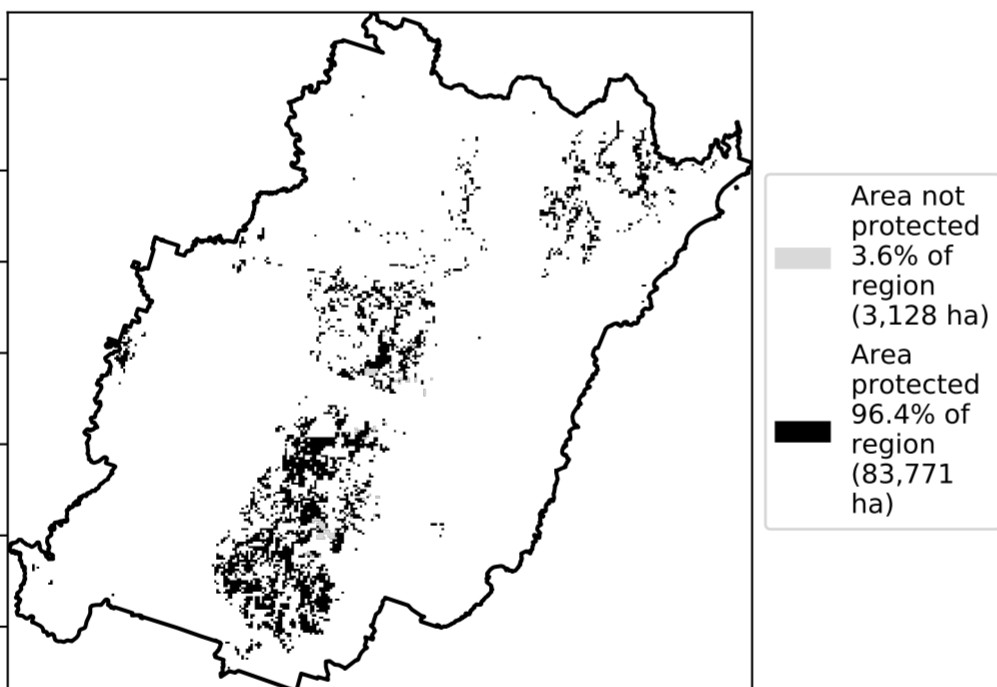 Area not
protected
3.6% of
region
(3,128 ha)
Area
protected
96.4% of
region
(83,771
ha)